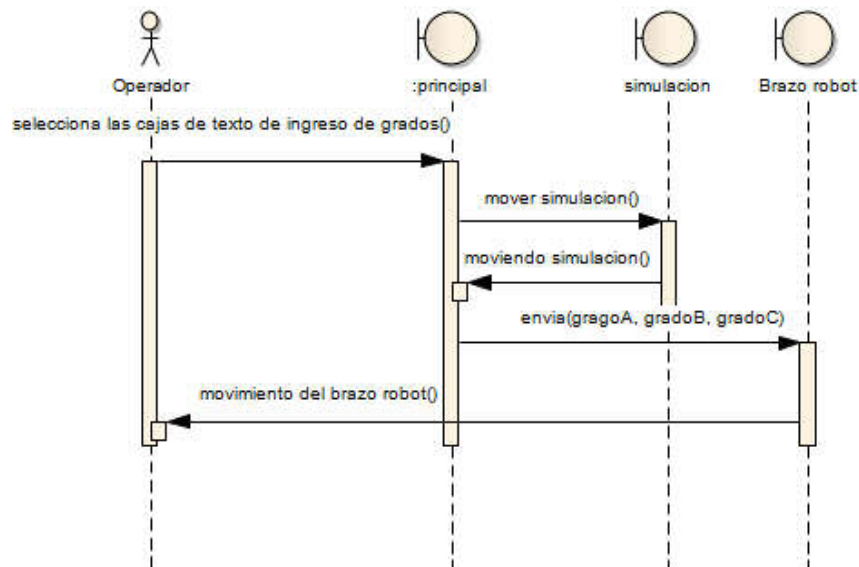 Operador
:principal
simulacion
Brazo robot
selecciona las cajas de texto de ingreso de grados()
mover simulacion()
moviendo simulacion()
envia(gragoA, gradoB, gradoC)
movimiento del brazo robot()